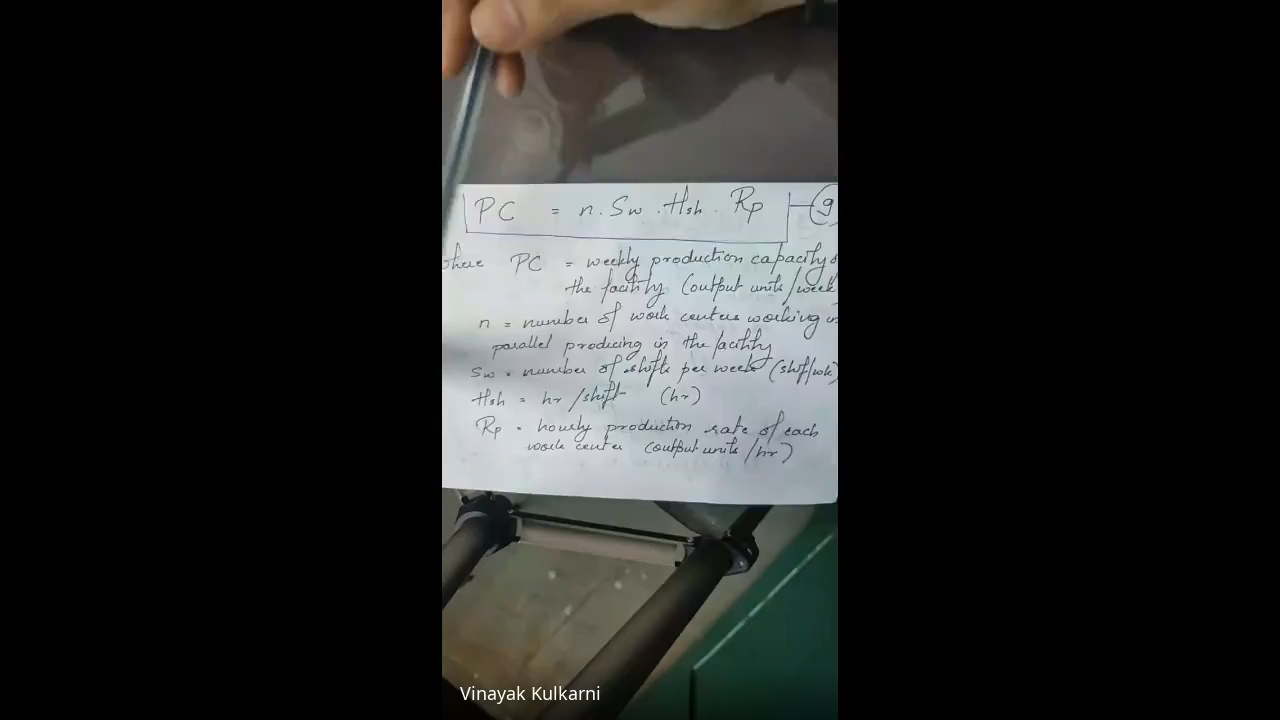 PC = n. Sw . Hsh . Rp — 9
where PC = weekly production capacity o
the facility (output units/week
n = number of work centers working in
parallel producing in the facility
Sw = number of shifts per week (shif/wk)
Hsh = hr /shift (hr)
Rp = hourly production rate of each
work center (output units /hr)
Vinayak Kulkarni